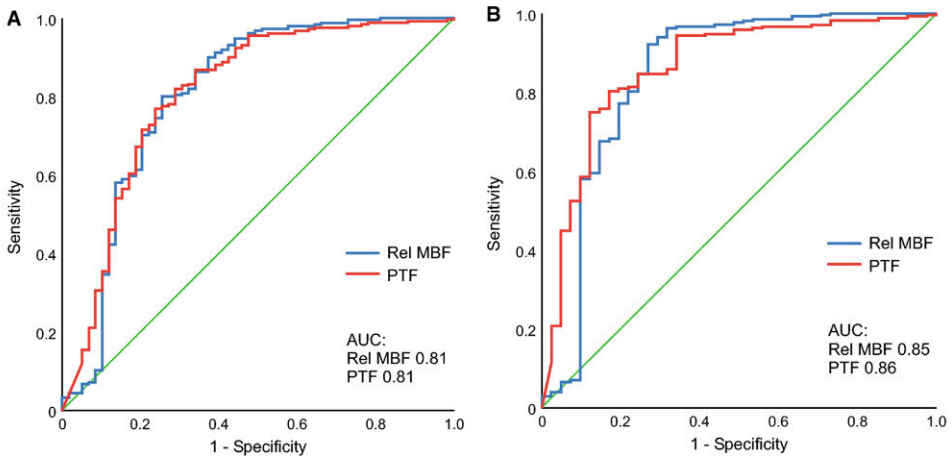 A
1.0
0.8
0.6
0.4
0.2
0
Sensitivity
Rel MBF
PTF
AUC:
Rel MBF 0.81
PTF 0.81
0 0.2 0.4 0.6 0.8 1.0
1 - Specificity
B
1.0
0.8
0.6
0.4
0.2
0
Sensitivity
Rel MBF
PTF
AUC:
Rel MBF 0.85
PTF 0.86
0 0.2 0.4 0.6 0.8 1.0
1 - Specificity